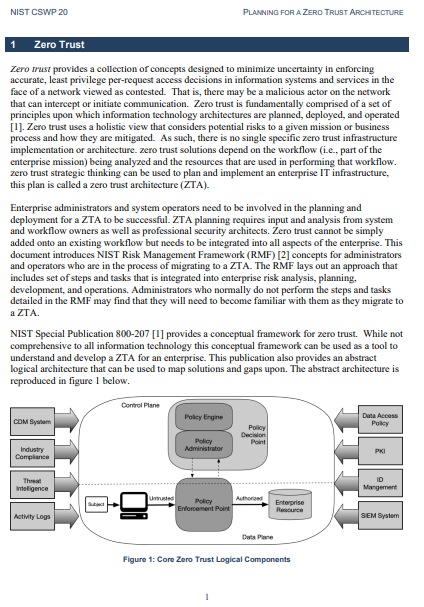 NIST CSWP 20 PLANNING FOR A ZERO TRUST ARCHITECTURE
1 Zero Trust
Zero trust provides a collection of concepts designed to minimize uncertainty in enforcing
accurate, least privilege per-request access decisions in information systems and services in the
face of a network viewed as contested. That is, there may be a malicious actor on the network
that can intercept or initiate communication. Zero trust is fundamentally comprised of a set of
principles upon which information technology architectures are planned, deployed, and operated
[1]. Zero trust uses a holistic view that considers potential risks to a given mission or business
process and how they are mitigated. As such, there is no single specific zero trust infrastructure
implementation or architecture. zero trust solutions depend on the workflow (i.e., part of the
enterprise mission) being analyzed and the resources that are used in performing that workflow.
zero trust strategic thinking can be used to plan and implement an enterprise IT infrastructure,
this plan is called a zero trust architecture (ZTA).
Enterprise administrators and system operators need to be involved in the planning and
deployment for a ZTA to be successful. ZTA planning requires input and analysis from system
and workflow owners as well as professional security architects. Zero trust cannot be simply
added onto an existing workflow but needs to be integrated into all aspects of the enterprise. This
document introduces NIST Risk Management Framework (RMF) [2] concepts for administrators
and operators who are in the process of migrating to a ZTA. The RMF lays out an approach that
includes set of steps and tasks that is integrated into enterprise risk analysis, planning,
development, and operations. Administrators who normally do not perform the steps and tasks
detailed in the RMF may find that they will need to become familiar with them as they migrate to
a ZTA.
NIST Special Publication 800-207 [1] provides a conceptual framework for zero trust. While not
comprehensive to all information technology this conceptual framework can be used as a tool to
understand and develop a ZTA for an enterprise. This publication also provides an abstract
logical architecture that can be used to map solutions and gaps upon. The abstract architecture is
reproduced in figure 1 below.
Control Plane
CDM System
Industry
Compliance
Threat
Intelligence
Activity Logs
Policy Engine
Policy
Administrator
Policy
Decision
Point
Subject
Untrusted
Policy
Enforcement Point
Authorized
Enterprise
Resource
Data Plane
Data Access
Policy
PKI
ID
Mangement
SIEM System
Figure 1: Core Zero Trust Logical Components
1